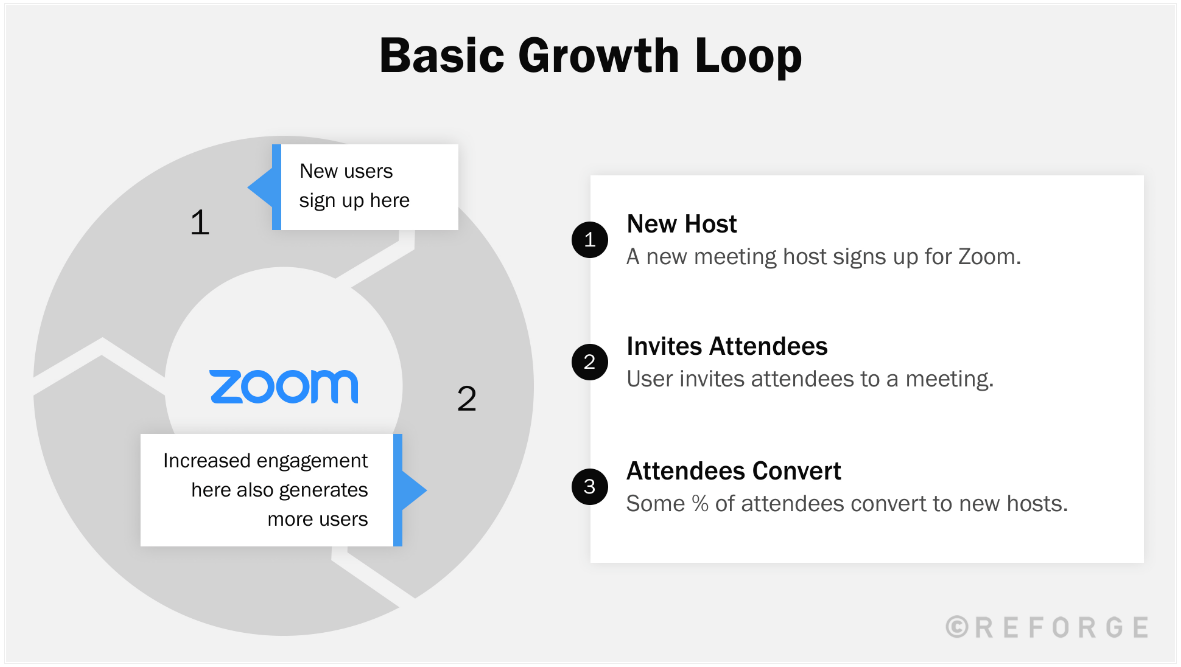 Basic Growth Loop
New users
sign up here
1
2
zoom
Increased engagement
here also generates
more users
1
New Host
A new meeting host signs up for Zoom.
2
Invites Attendees
User invites attendees to a meeting.
3
Attendees Convert
Some % of attendees convert to new hosts.
©REFORGE